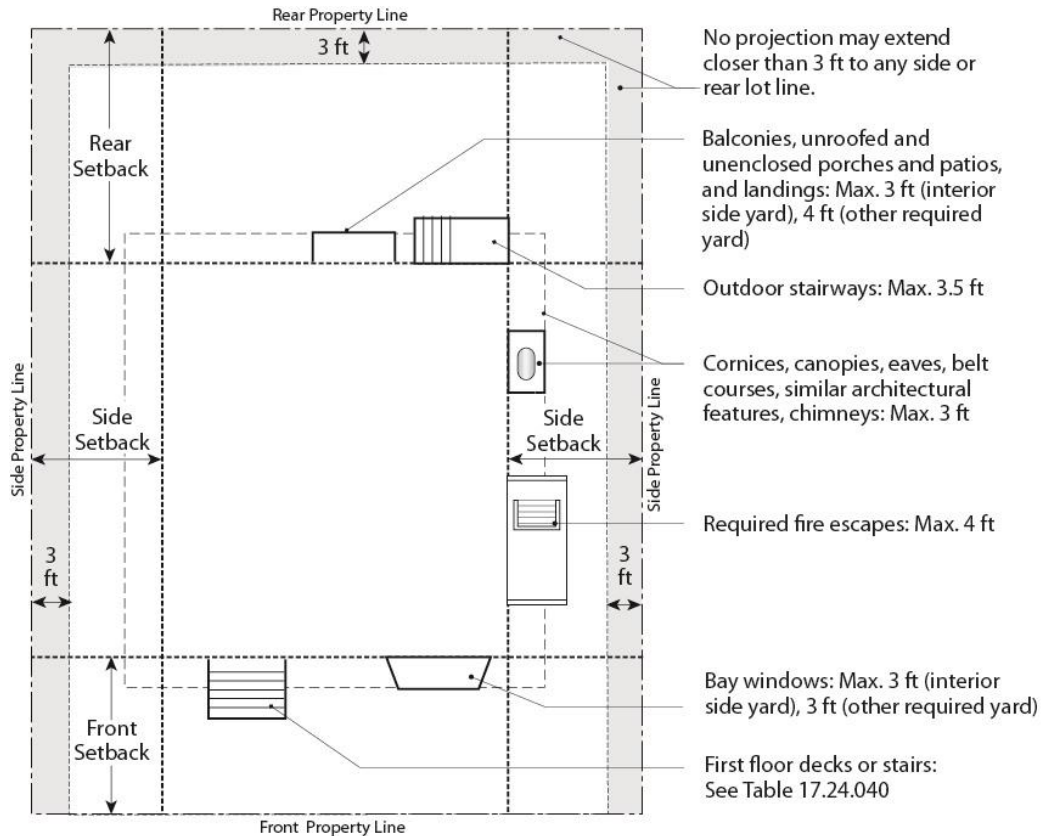 Rear Property Line
3 ft
No projection may extend
closer than 3 ft to any side or
rear lot line.
Rear
Setback
Balconies, unroofed and
unenclosed porches and patios,
and landings: Max. 3 ft (interior
side yard), 4 ft (other required
yard)
Outdoor stairways: Max. 3.5 ft
Cornices, canopies, eaves, belt
courses, similar architectural
features, chimneys: Max. 3 ft
Side Property Line
Side
Setback
Side
Setback
Side Property Line
Required fire escapes: Max. 4 ft
3
ft
3
ft
Bay windows: Max. 3 ft (interior
side yard), 3 ft (other required yard)
Front
Setback
First floor decks or stairs:
See Table 17.24.040
Front Property Line